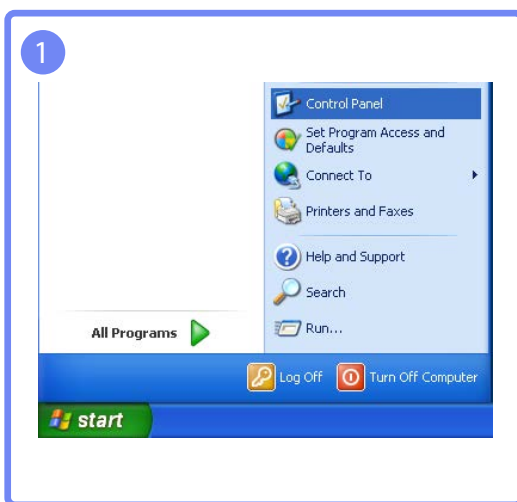 1
Control Panel
Set Program Access and
Defaults
Connect To
Printers and Faxes
Help and Support
Search
Run...
All Programs
Log Off
Turn Off Computer
start